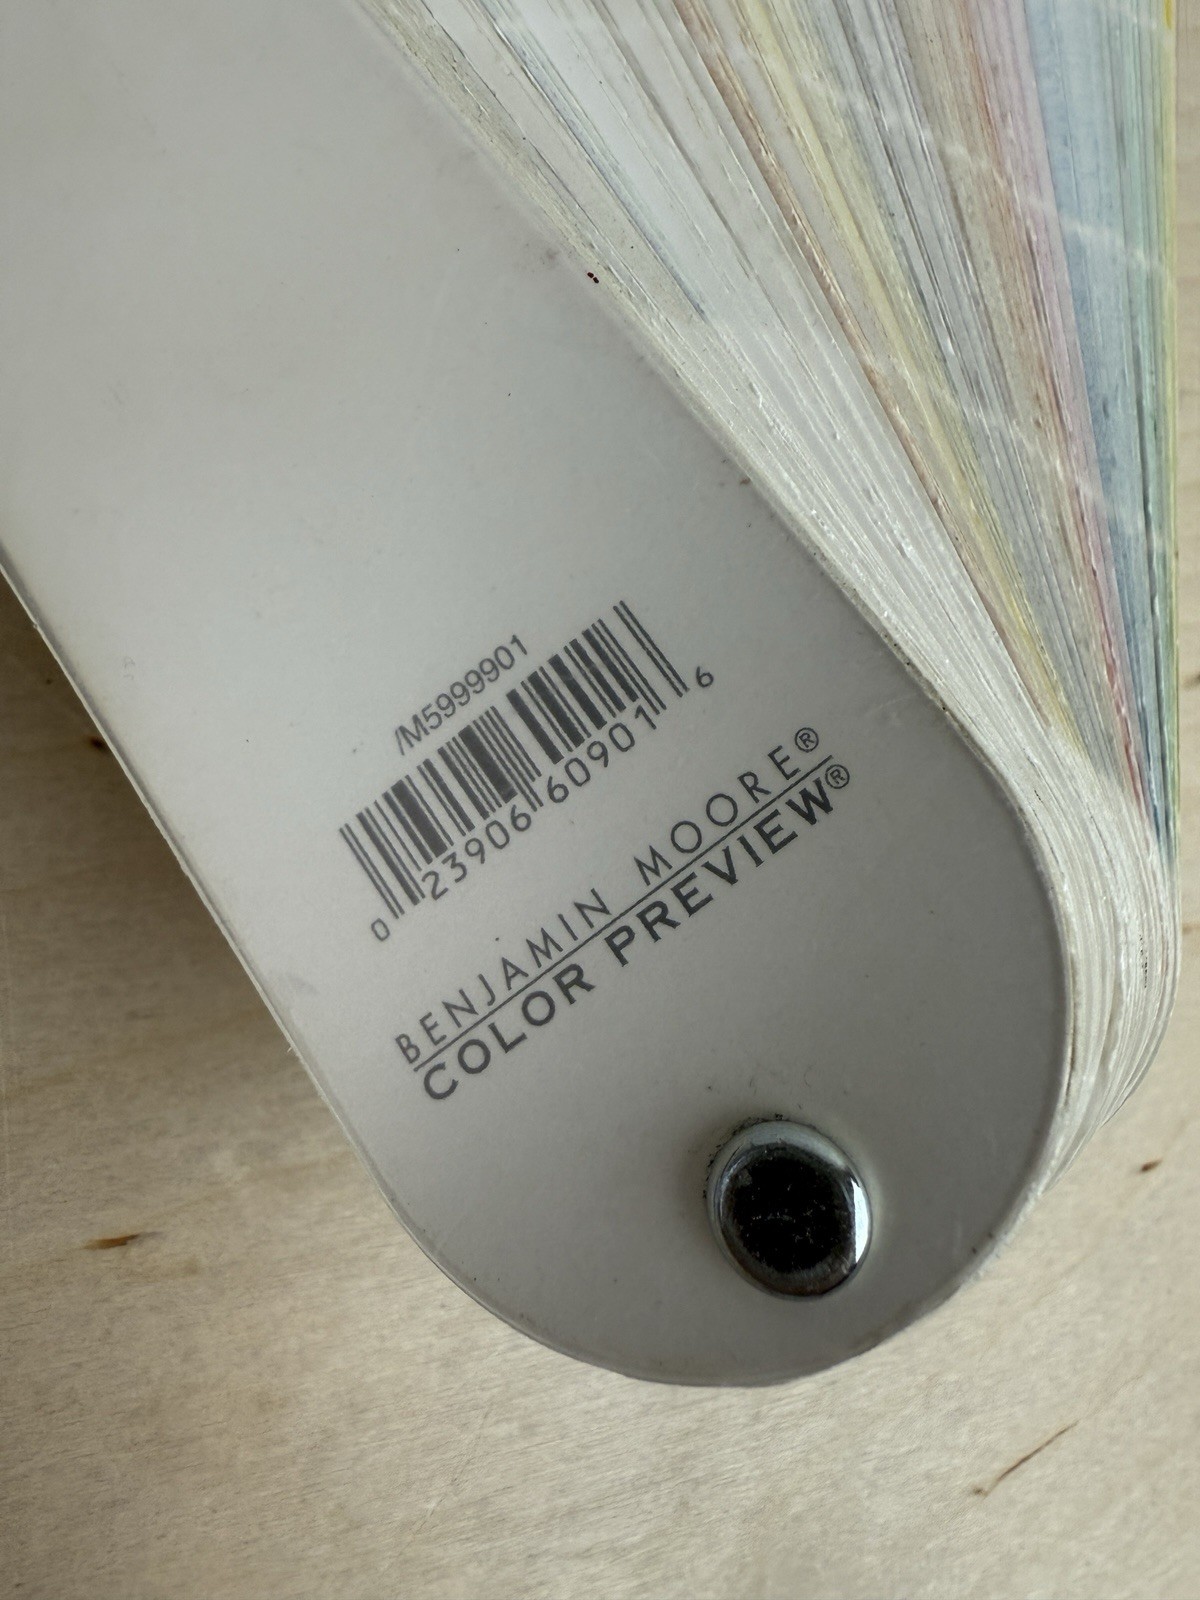 /M5999901
0 23906 60901 6
BENJAMIN MOORE®
COLOR PREVIEW®